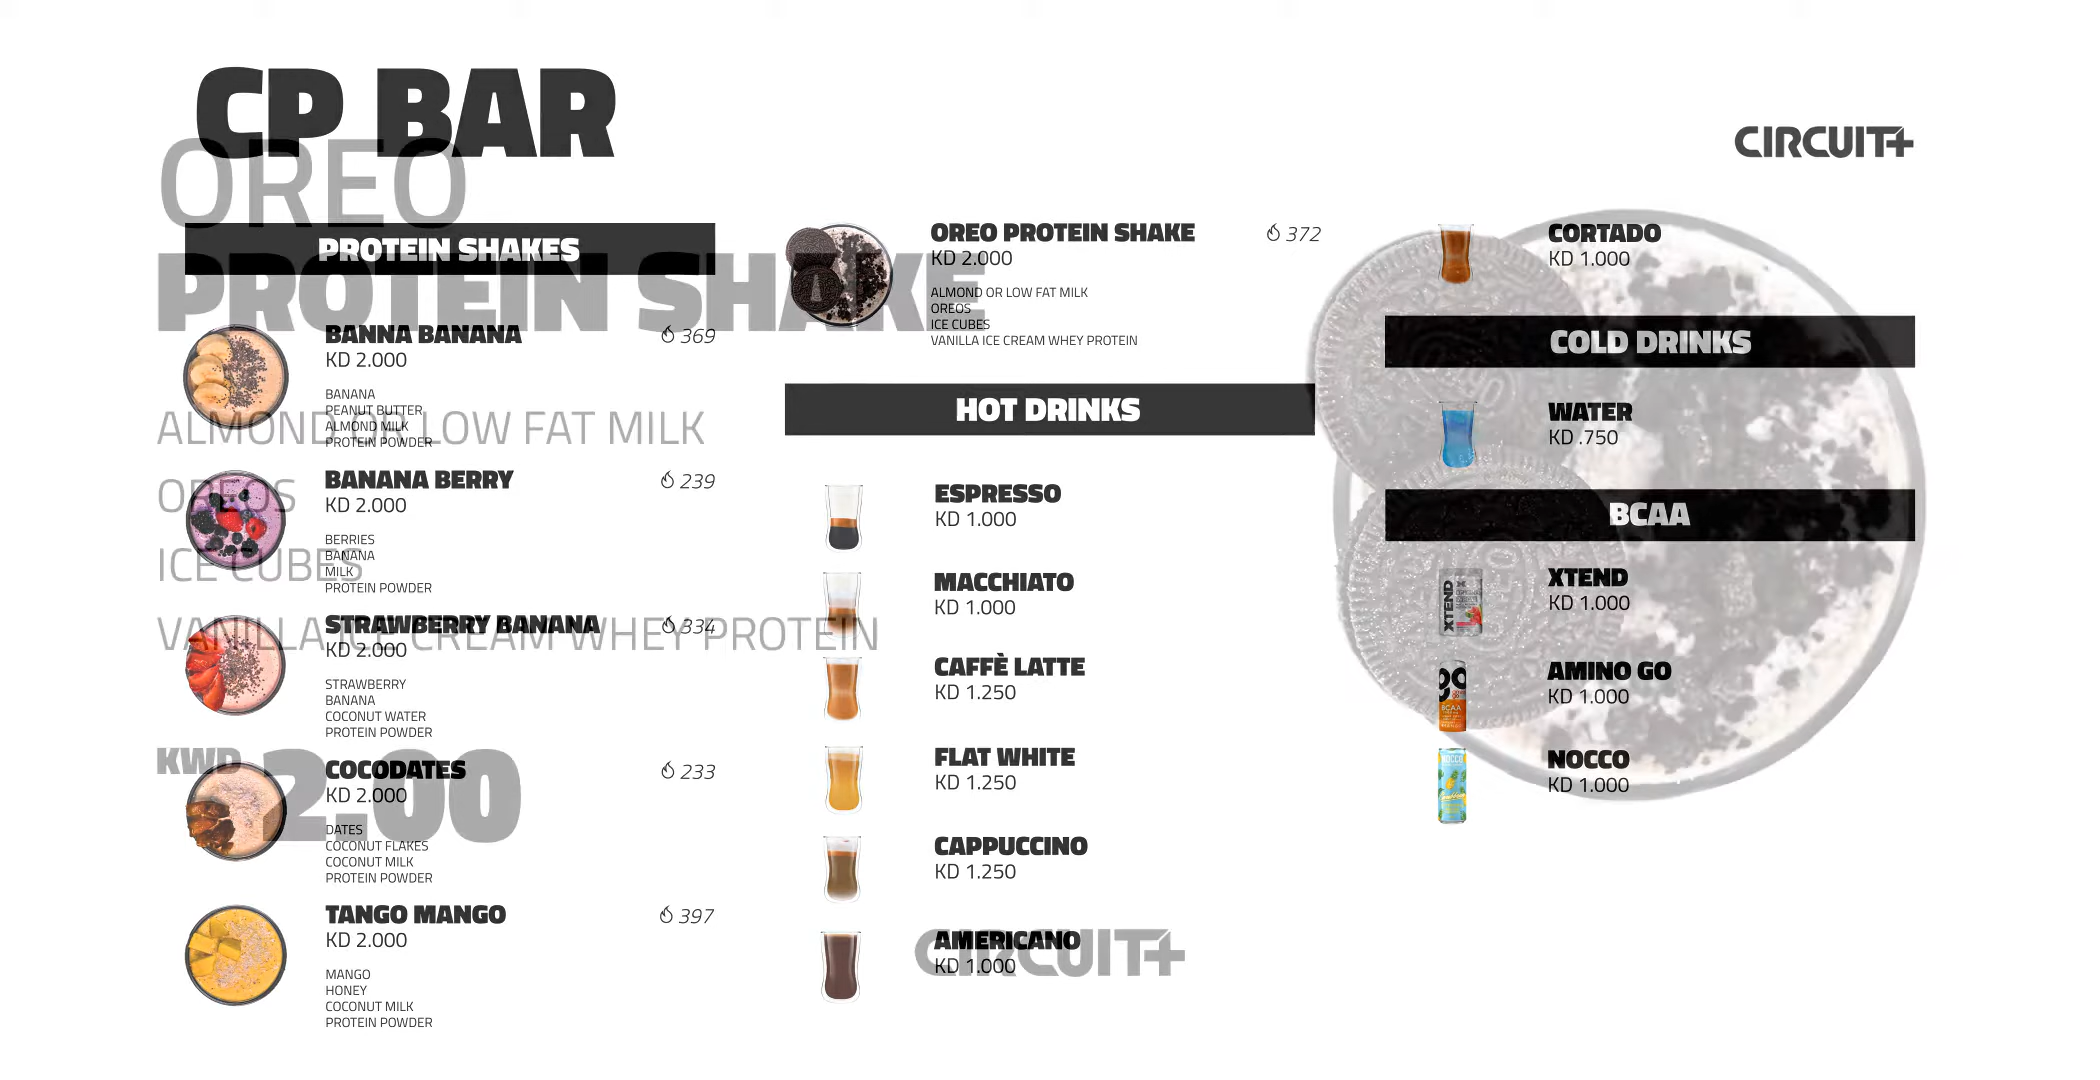 CP BAR
CIRCUIT+
PROTEIN SHAKES
BANNA BANANA
369
KD 2.000
BANANA
PEANUT BUTTER
ALMOND MILK
PROTEIN POWDER
BANANA BERRY
239
KD 2.000
BERRIES
BANANA
MILK
PROTEIN POWDER
STRAWBERRY BANANA
334
KD 2.000
STRAWBERRY
BANANA
COCONUT WATER
PROTEIN POWDER
COCODATES
233
KD 2.000
DATES
COCONUT FLAKES
COCONUT MILK
PROTEIN POWDER
TANGO MANGO
397
KD 2.000
MANGO
HONEY
COCONUT MILK
PROTEIN POWDER
OREO PROTEIN SHAKE
372
KD 2.000
ALMOND OR LOW FAT MILK
OREOS
ICE CUBES
VANILLA ICE CREAM WHEY PROTEIN
HOT DRINKS
ESPRESSO
KD 1.000
MACCHIATO
KD 1.000
CAFFÈ LATTE
KD 1.250
FLAT WHITE
KD 1.250
CAPPUCCINO
KD 1.250
AMERICANO
KD 1.000
CORTADO
KD 1.000
COLD DRINKS
WATER
KD .750
BCAA
XTEND
KD 1.000
XTEND
AMINO GO
KD 1.000
go
BCAA
NOCCO
KD 1.000
NOCCO
OREO
PROTEIN SHAKE
ALMOND OR LOW FAT MILK
OREOS
ICE CUBES
VANILLA ICE CREAM WHEY PROTEIN
KWD 2.00
CIRCUIT+